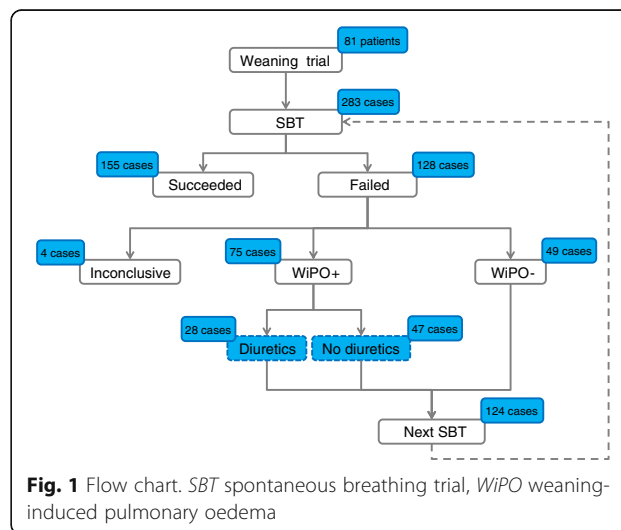 81 patients
Weaning trial
283 cases
SBT
155 cases
Succeeded
128 cases
Failed
4 cases
Inconclusive
75 cases
WiPO+
49 cases
WiPO-
28 cases
Diuretics
47 cases
No diuretics
124 cases
Next SBT
Fig. 1 Flow chart. SBT spontaneous breathing trial, WiPO weaning-
induced pulmonary oedema